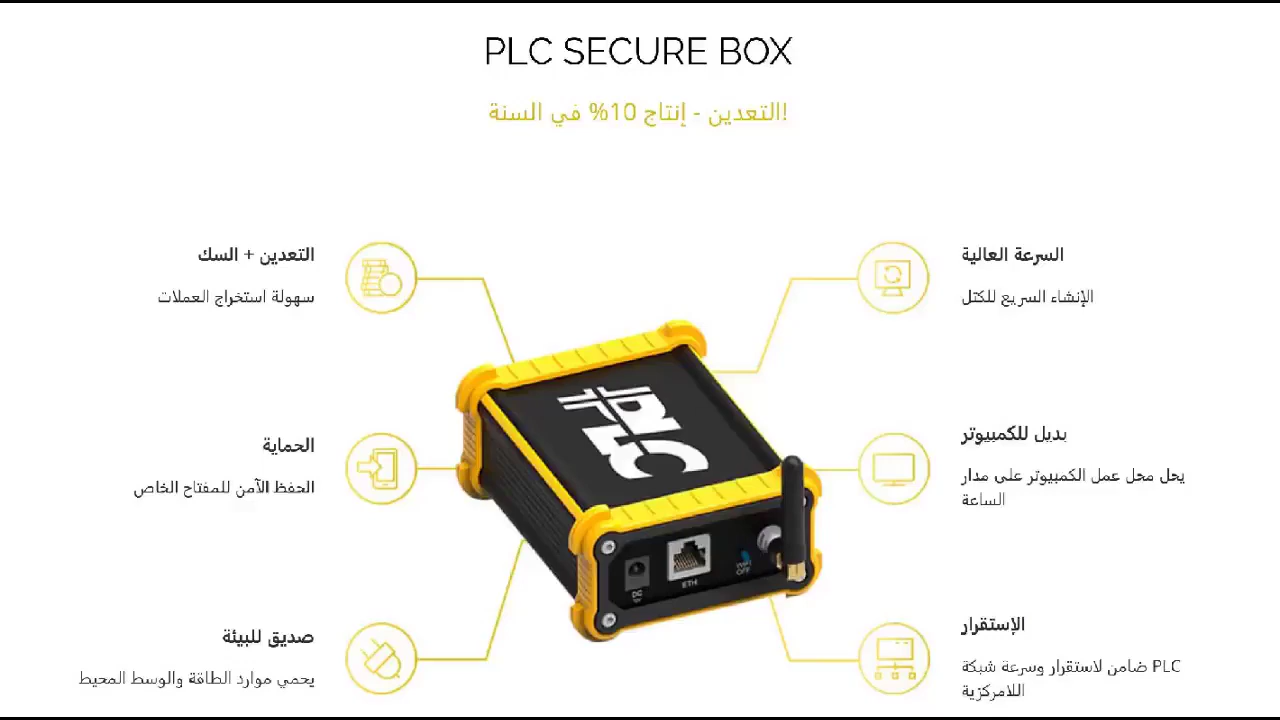 PLC SECURE BOX
!التعدين - إنتاج 10% في السنة
السرعة العالية
الإنشاء السريع للكتل
بديل للكمبيوتر
يحل محل عمل الكمبيوتر على مدار
الساعة
الإستقرار
PLC ضامن لاستقرار وسرعة شبكة
اللامركزية
التعدين + السك
سهولة استخراج العملات
الحماية
الحفظ الآمن للمفتاح الخاص
صديق للبيئة
يحمي موارد الطاقة والوسط المحيط
PLC
DC
ETH
WiFi
OFF